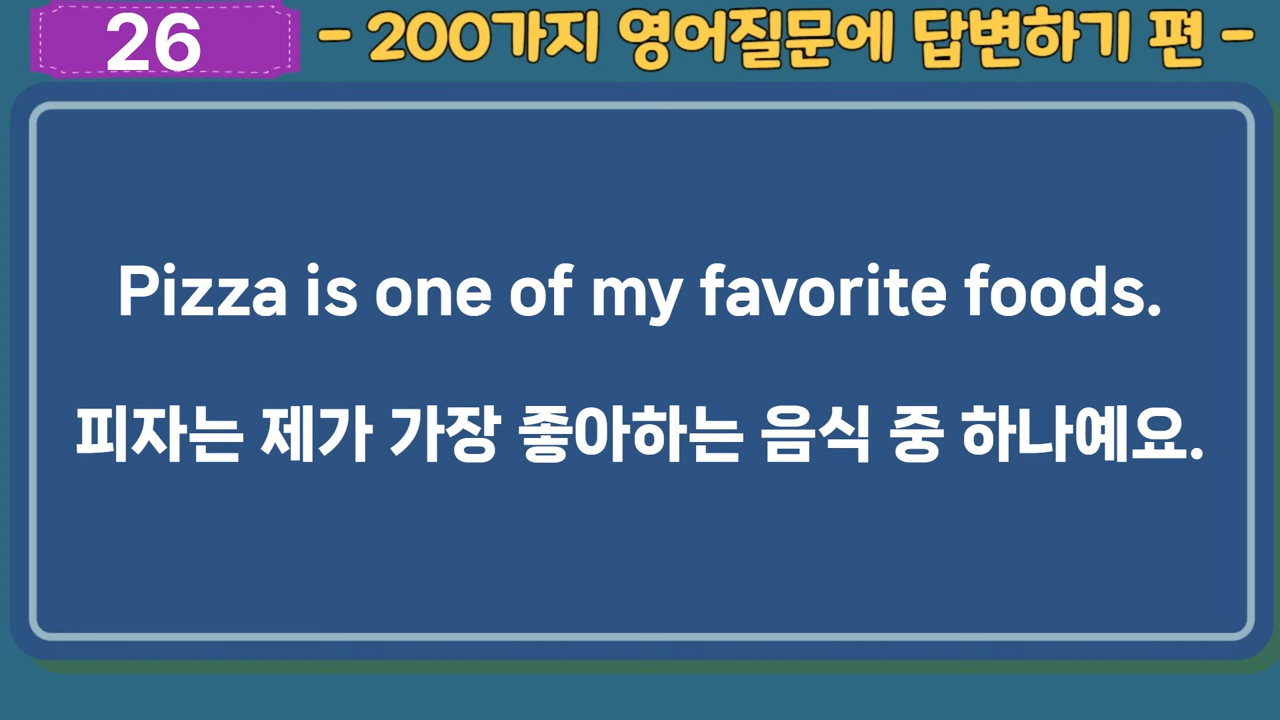 26
- 200가지 영어질문에 답변하기 편 -
Pizza is one of my favorite foods.
피자는 제가 가장 좋아하는 음식 중 하나예요.